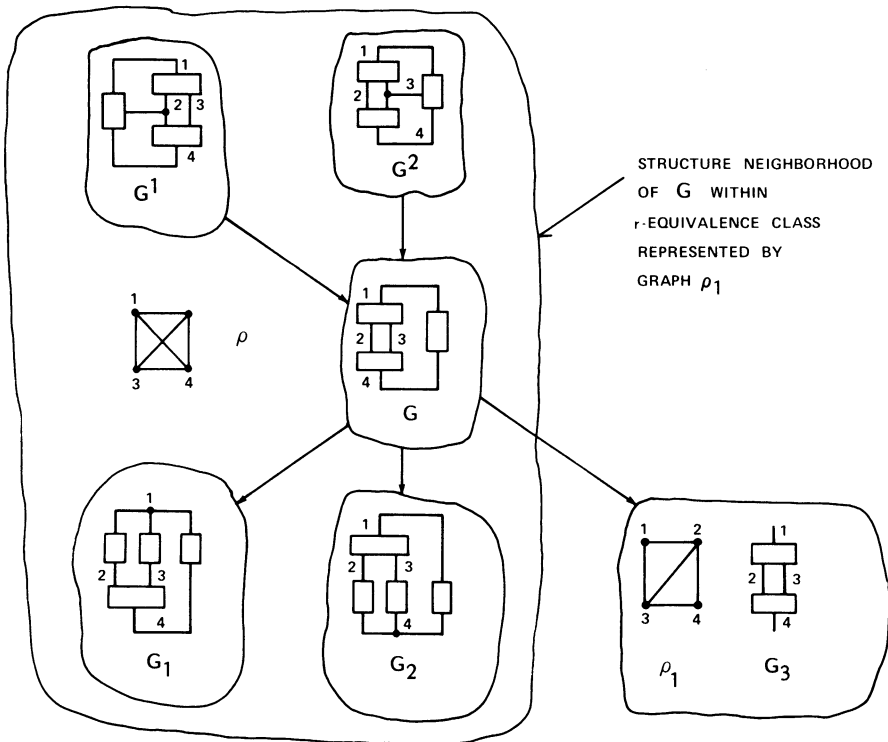 1
2 3
4
G¹
1
2 3
4
G²
STRUCTURE NEIGHBORHOOD
OF G WITHIN
r-EQUIVALENCE CLASS
REPRESENTED BY
GRAPH ρ₁
1
3 4
ρ
1
2 3
4
G
1
2 3
4
G₁
1
2 3
4
G₂
1 2
3 4
ρ₁
1
2 3
4
G₃